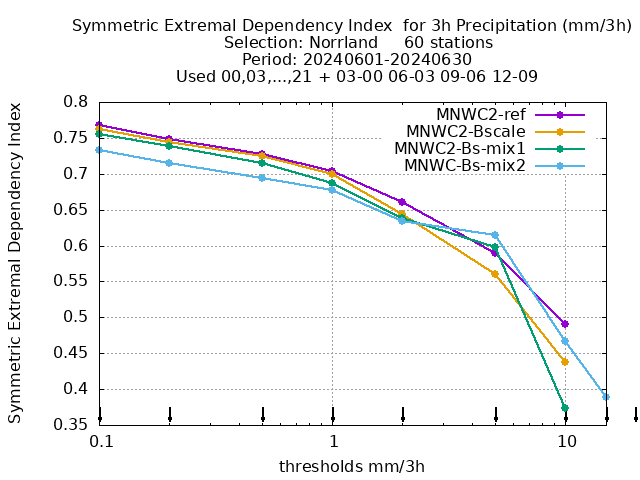 Symmetric Extremal Dependency Index  for 3h Precipitation (mm/3h)
Selection: Norrland     60 stations
Period: 20240601-20240630
Used 00,03,...,21 + 03-00 06-03 09-06 12-09
Symmetric Extremal Dependency Index
0.8
0.75
0.7
0.65
0.6
0.55
0.5
0.45
0.4
0.35
MNWC2-ref
MNWC2-Bscale
MNWC2-Bs-mix1
MNWC-Bs-mix2
0.1 1 10
thresholds mm/3h